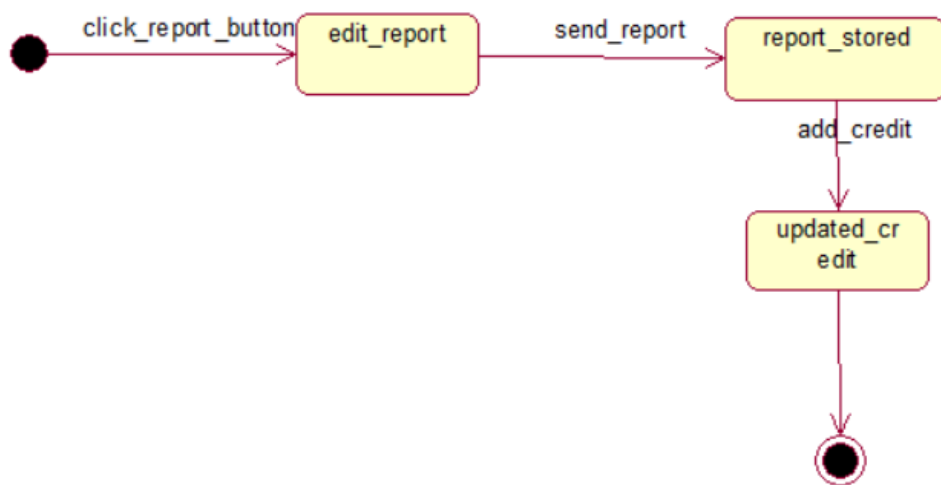 click_report_button
edit_report
send_report
report_stored
add_credit
updated_cr
edit